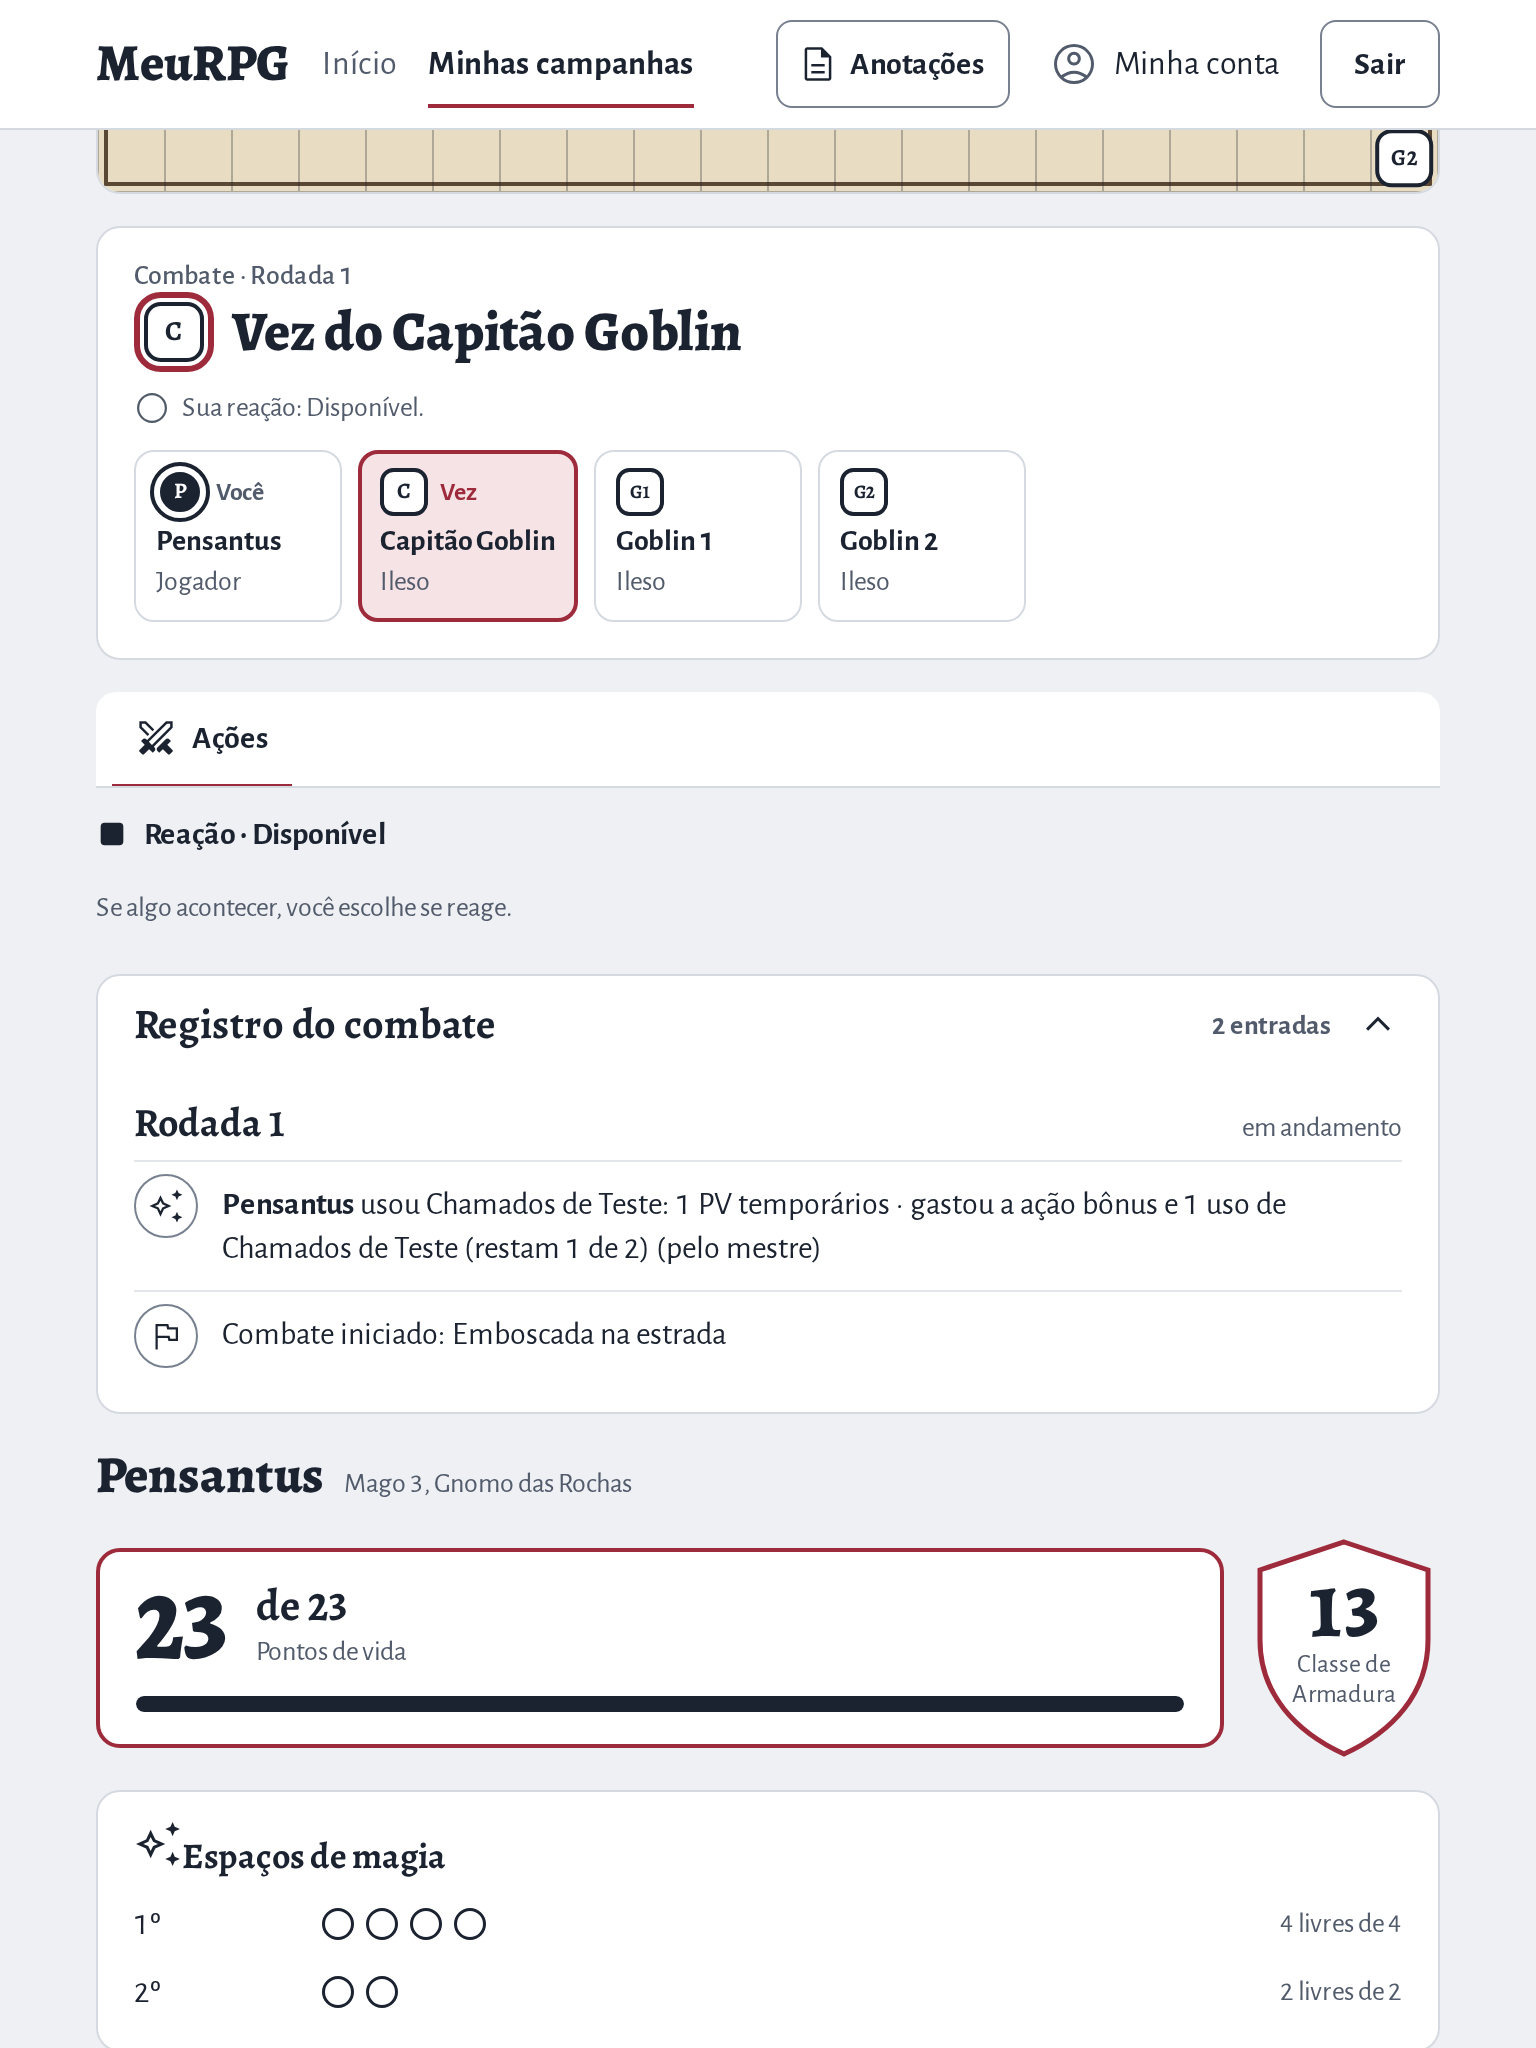 MeuRPG
Início
Minhas campanhas
Anotações
Minha conta
Sair
G2
Combate · Rodada 1
C
Vez do Capitão Goblin
Sua reação: Disponível.
P
Você
Pensantus
Jogador
C
Vez
Capitão Goblin
Ileso
G1
Goblin 1
Ileso
G2
Goblin 2
Ileso
Ações
Reação · Disponível
Se algo acontecer, você escolhe se reage.
Registro do combate
2 entradas
Rodada 1
em andamento
Pensantus usou Chamados de Teste: 1 PV temporários · gastou a ação bônus e 1 uso de
Chamados de Teste (restam 1 de 2) (pelo mestre)
Combate iniciado: Emboscada na estrada
Pensantus
Mago 3, Gnomo das Rochas
23
de 23
Pontos de vida
13
Classe de
Armadura
Espaços de magia
1º
4 livres de 4
2º
2 livres de 2